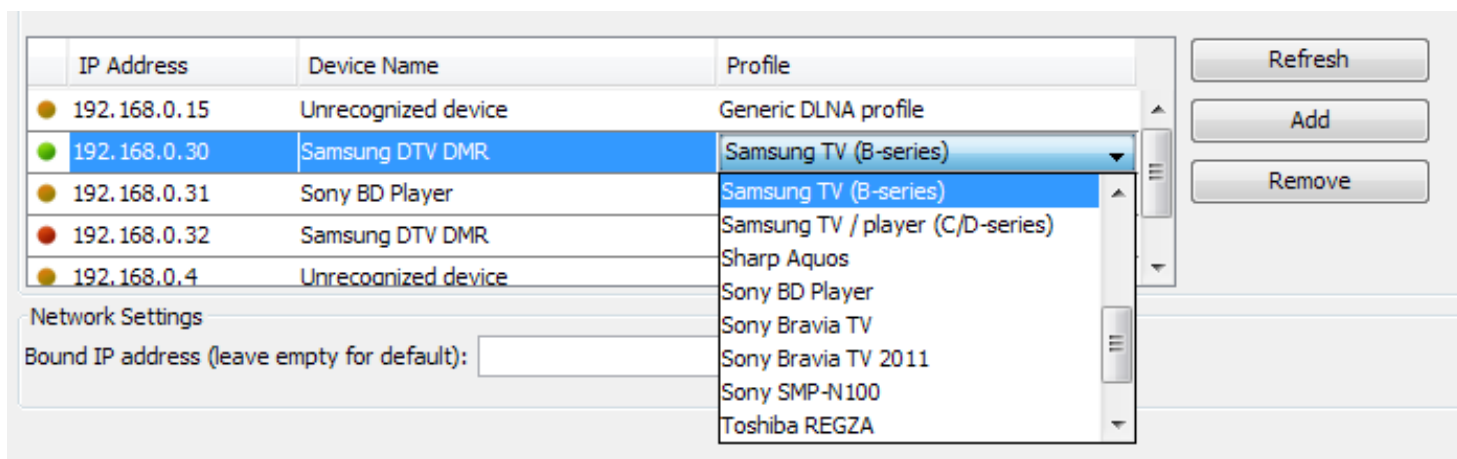 IP Address Device Name Profile
Refresh
192.168.0.15 Unrecognized device Generic DLNA profile
Add
192.168.0.30 Samsung DTV DMR Samsung TV (B-series)
Remove
192.168.0.31 Sony BD Player Samsung TV (B-series)
192.168.0.32 Samsung DTV DMR Samsung TV / player (C/D-series)
Sharp Aquos
192.168.0.4 Unrecognized device
Sony BD Player
Network Settings
Sony Bravia TV
Bound IP address (leave empty for default):
Sony Bravia TV 2011
Sony SMP-N100
Toshiba REGZA